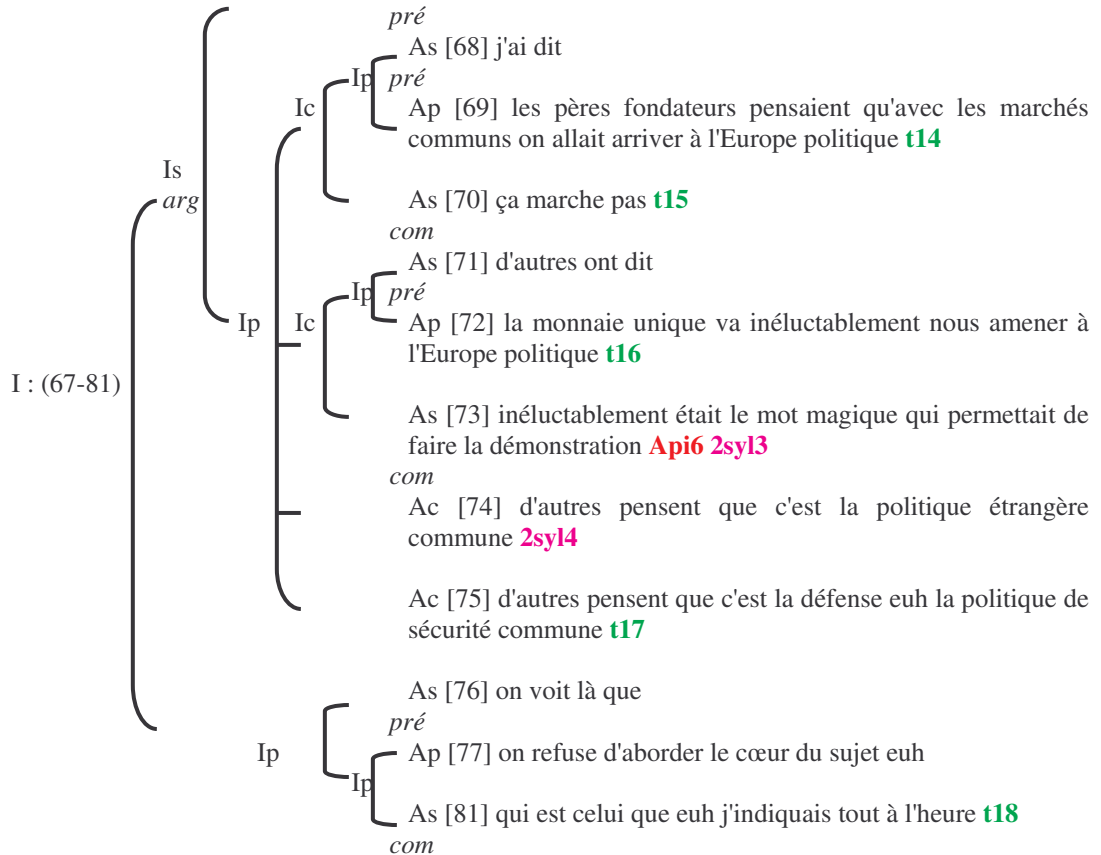 pré
As [68] j'ai dit
Ip pré
Ic Ap [69] les pères fondateurs pensaient qu'avec les marchés
communs on allait arriver à l'Europe politique t14
Is
arg As [70] ça marche pas t15
com
As [71] d'autres ont dit
Ip pré
Ip Ic Ap [72] la monnaie unique va inéluctablement nous amener à
l'Europe politique t16
I : (67-81)
As [73] inéluctablement était le mot magique qui permettait de
faire la démonstration Api6 2syl3
com
Ac [74] d'autres pensent que c'est la politique étrangère
commune 2syl4
Ac [75] d'autres pensent que c'est la défense euh la politique de
sécurité commune t17
As [76] on voit là que
pré
Ip Ap [77] on refuse d'aborder le cœur du sujet euh
Ip
As [81] qui est celui que euh j'indiquais tout à l'heure t18
com